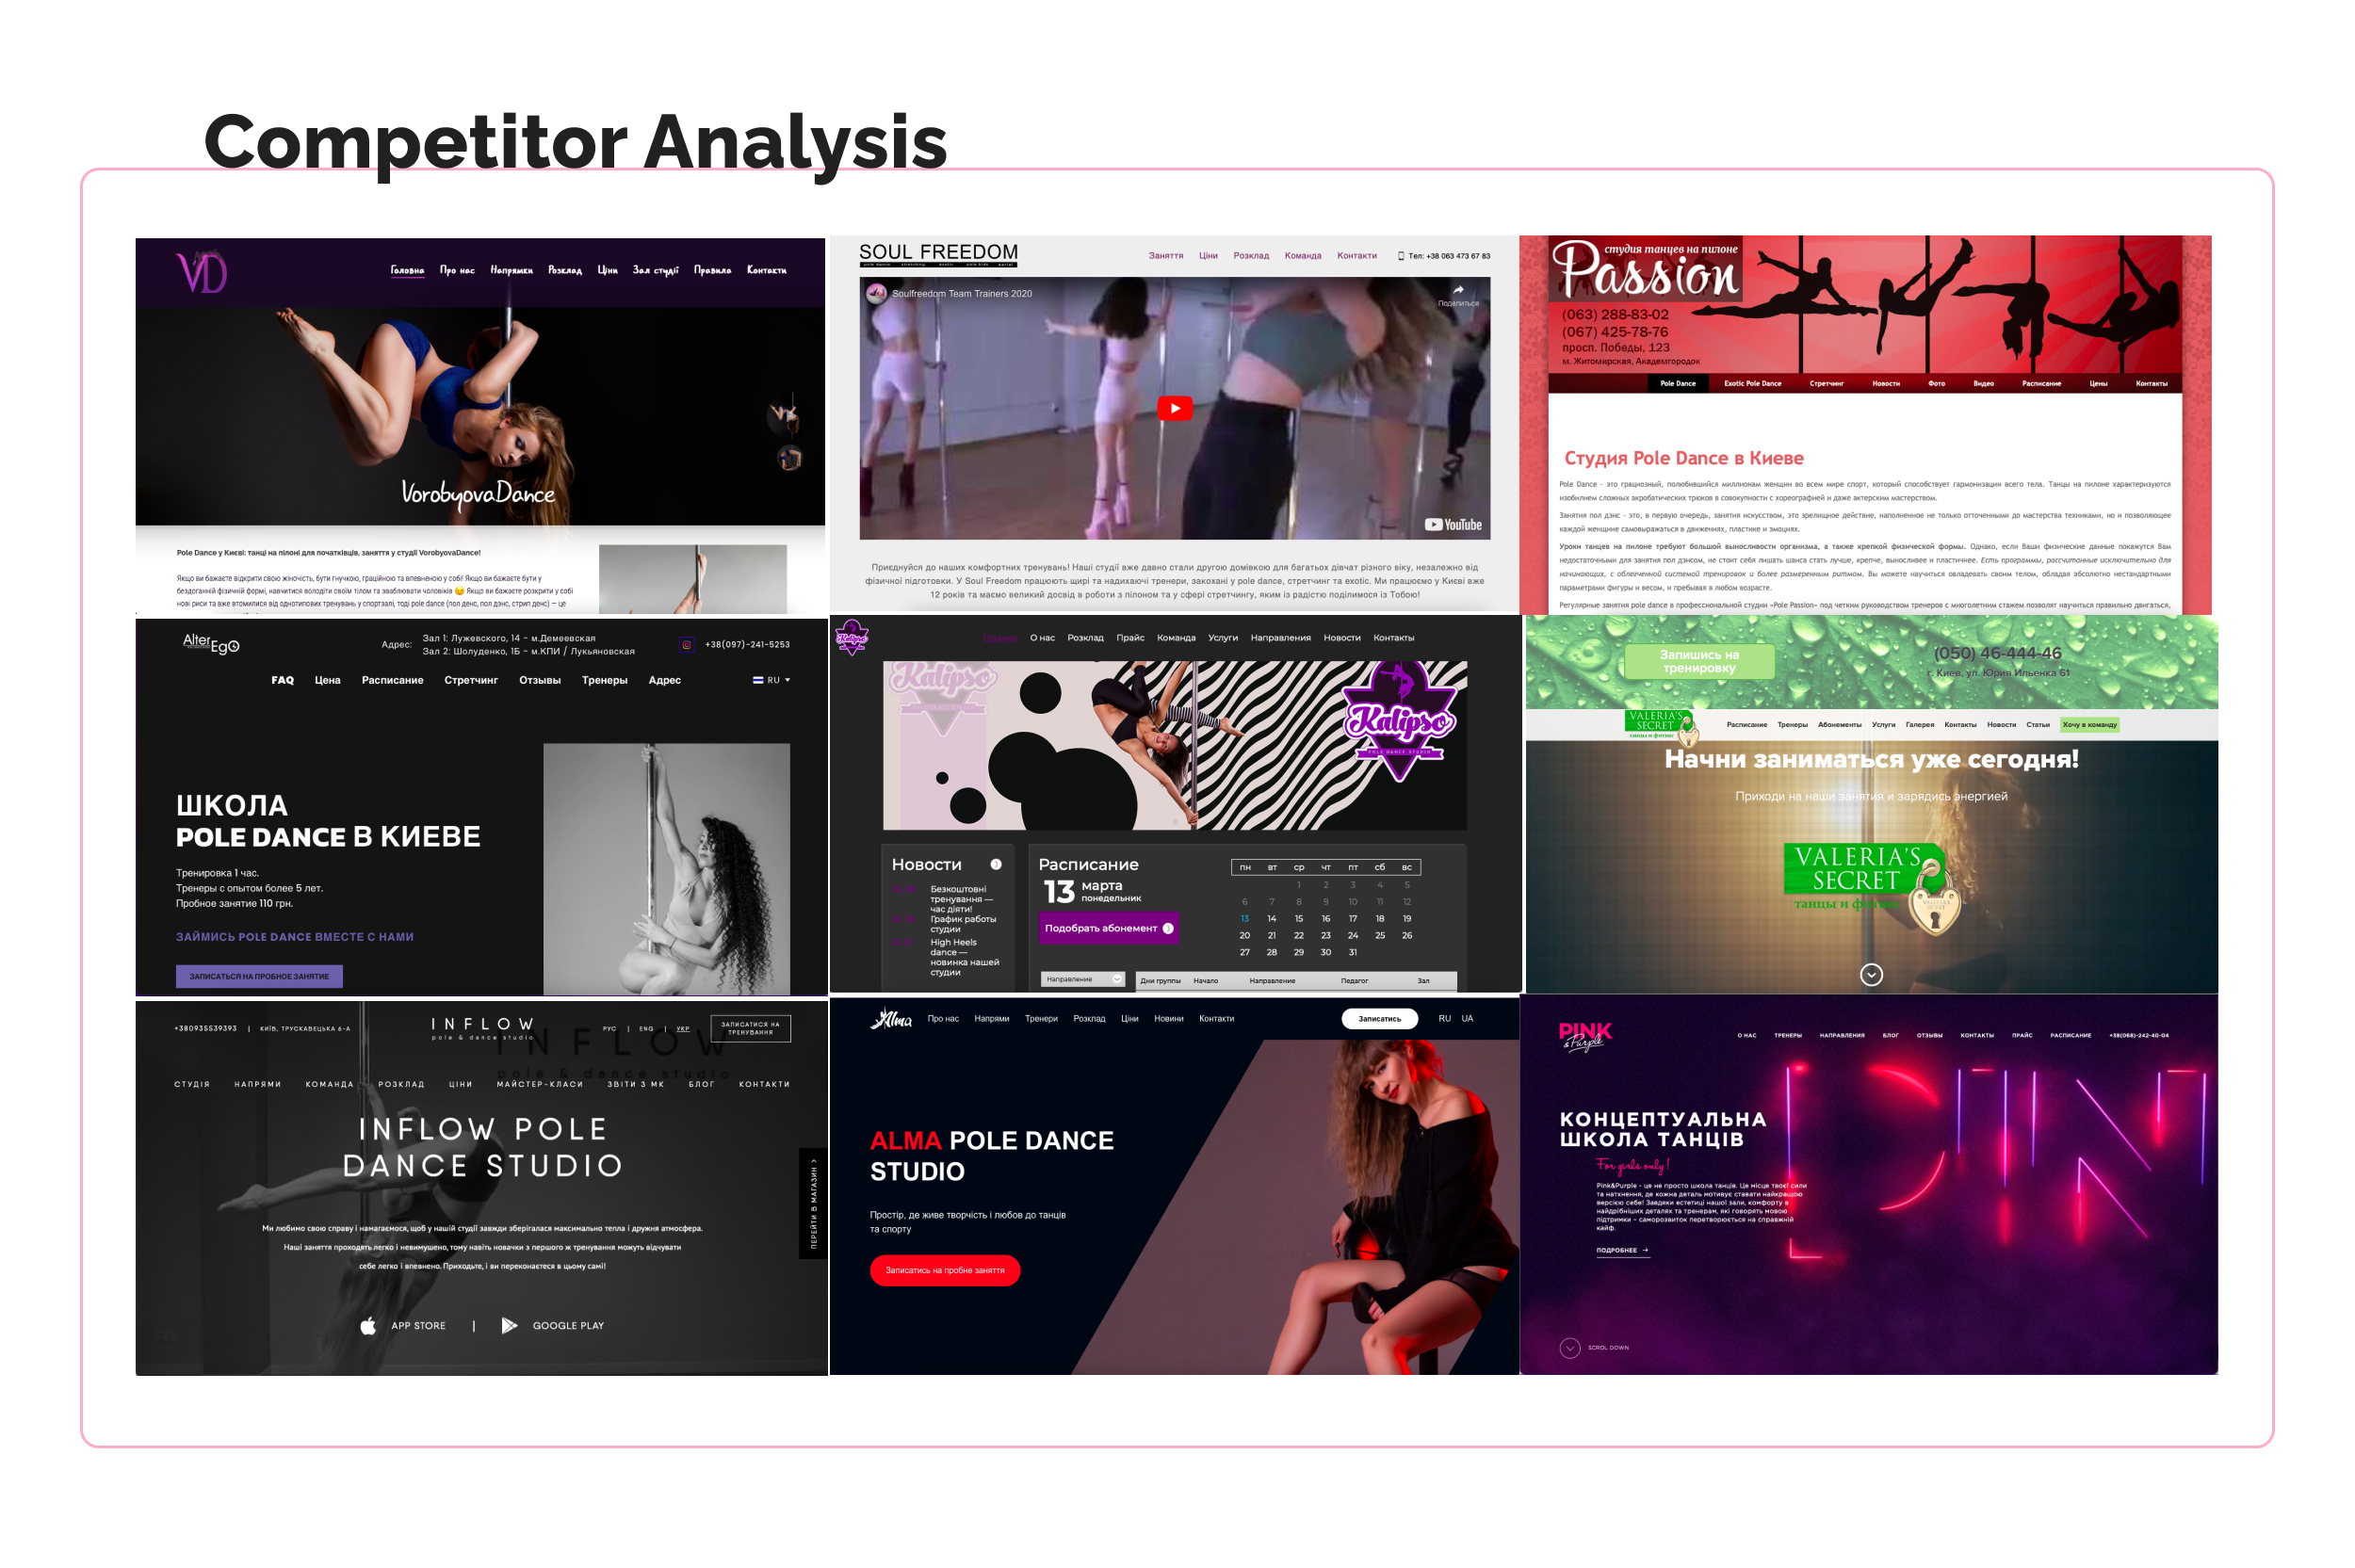 Competitor Analysis
VD
Головна Про нас Напрямки Розклад Ціни Зал студії Правила Контакти
VorobyovaDance
Pole Dance у Києві: танці на пілоні для початківців, заняття у студії VorobyovaDance!
Якщо ви бажаєте відкрити свою жіночість, бути гнучкою, граційною та впевненою у собі! Якщо ви бажаєте бути у
бездоганній фізичній формі, навчитися володіти своїм тілом та зваблювати чоловіків 😉 Якщо ви бажаєте розкрити у собі
нові риси та вже втомилися від однотипових тренувань у спортзалі, тоді pole dance (пол денс, пол дэнс, стрип денс) — це
SOUL FREEDOM
pole dance stretching exotic pole kids aerial
Заняття Ціни Розклад Команда Контакти Тел: +38 063 473 67 83
Soulfreedom Team Trainers 2020
Поделиться
YouTube
Приєднуйся до наших комфортних тренувань! Наші студії вже давно стали другою домівкою для багатьох дівчат різного віку, незалежно від
фізичної підготовки. У Soul Freedom працюють щирі та надихаючі тренери, закохані у pole dance, стретчинг та exotic. Ми працюємо у Києві вже
12 років та маємо великий досвід в роботи з пілоном та у сфері стретчингу, яким із радістю поділимося із Тобою!
студия танцев на пилоне
Passion
(063) 288-83-02
(067) 425-78-76
просп. Победы, 123
м. Житомирская, Академгородок
Pole Dance Exotic Pole Dance Стретчинг Новости Фото Видео Расписание Цены Контакты
Студия Pole Dance в Киеве
Pole Dance - это грациозный, полюбившийся миллионам женщин во всем мире спорт, который способствует гармонизации всего тела. Танцы на пилоне характеризуются
изобилием сложных акробатических трюков в совокупности с хореографией и даже актерским мастерством.
Занятия пол дэнс - это, в первую очередь, занятия искусством, это зрелищное действие, наполненное не только отточенными до мастерства техниками, но и позволяющее
каждой женщине самовыражаться в движениях, пластике и эмоциях.
Уроки танцев на пилоне требуют большой выносливости организма, а также крепкой физической формы. Однако, если Ваши физические данные покажутся Вам
недостаточными для занятия пол дэнсом, не стоит себя лишать шанса стать лучше, крепче, выносливее и пластичнее. Есть программы, рассчитанные исключительно для
начинающих, с облегченной системой тренировок и более размеренным ритмом. Вы можете научиться овладевать своим телом, обладая абсолютно нестандартными
параметрами фигуры и весом, и пребывая в любом возрасте.
Регулярные занятия pole dance в профессиональной студии «Pole Passion» под четким руководством тренеров с многолетним стажем позволят научиться правильно двигаться,
Alter Ego
Адрес: Зал 1: Лужевского, 14 – м.Демеевская
Зал 2: Шолуденко, 1Б – м.КПИ / Лукьяновская
+38(097)-241-5253
FAQ Цена Расписание Стретчинг Отзывы Тренеры Адрес RU
ШКОЛА
POLE DANCE В КИЕВЕ
Тренировка 1 час.
Тренеры с опытом более 5 лет.
Пробное занятие 110 грн.
ЗАЙМИСЬ POLE DANCE ВМЕСТЕ С НАМИ
ЗАПИСАТЬСЯ НА ПРОБНОЕ ЗАНЯТИЕ
Kalipso
О нас Розклад Прайс Команда Услуги Направления Новости Контакты
Kalipso
Kalipso
POLE DANCE STUDIO
Новости
Безкоштовні
тренування —
час діяти!
График работы
студии
High Heels
dance —
новинка нашей
студии
Расписание
13 марта
понедельник
Подобрать абонемент
пн вт ср чт пт сб вс
1 2 3 4 5
6 7 8 9 10 11 12
13 14 15 16 17 18 19
20 21 22 23 24 25 26
27 28 29 30 31
Направление
Дни группы Начало Направление Педагог Зал
Запишись на
тренировку
(050) 46-444-46
г. Киев, ул. Юрия Ильенка 61
VALERIA'S
SECRET
танцы и фитнес
Расписание Тренеры Абонементы Услуги Галерея Контакты Новости Статьи Хочу в команду
Начни заниматься уже сегодня!
Приходи на наши занятия и зарядись энергией
VALERIA'S
SECRET
танцы и фитнес
+380935539393 | КИЇВ, ТРУСКАВЕЦЬКА 6-А
INFLOW
pole & dance studio
РУС | ENG | УКР
ЗАПИСАТИСЯ НА
ТРЕНУВАННЯ
INFLOW
pole & dance studio
СТУДІЯ НАПРЯМИ КОМАНДА РОЗКЛАД ЦІНИ МАЙСТЕР-КЛАСИ ЗВІТИ З МК БЛОГ КОНТАКТИ
INFLOW POLE
DANCE STUDIO
Ми любимо свою справу і намагаємося, щоб у нашій студії завжди зберігалася максимально тепла і дружня атмосфера.
Наші заняття проходять легко і невимушено, тому навіть новачки з першого ж тренування можуть відчувати
себе легко і впевнено. Приходьте, і ви переконаєтеся в цьому самі!
ПЕРЕЙТИ В МАГАЗИН >
APP STORE | GOOGLE PLAY
Alma
Про нас Напрями Тренери Розклад Ціни Новини Контакти
Записатись
RU UA
ALMA POLE DANCE
STUDIO
Простір, де живе творчість і любов до танців
та спорту
Записатись на пробне заняття
PINK
& Purple
О НАС ТРЕНЕРЫ НАПРАВЛЕНИЯ БЛОГ ОТЗЫВЫ КОНТАКТЫ ПРАЙС РАСПИСАНИЕ +38(068)-242-40-04
PIN
КОНЦЕПТУАЛЬНА
ШКОЛА ТАНЦІВ
For girls only!
Pink&Purple - це не просто школа танців. Це місце твоєї сили
та натхнення, де кожна деталь мотивує ставати найкращою
версією себе! Завдяки естетиці нашої зали, комфорту в
найдрібніших деталях та тренерам, які говорять мовою
підтримки - саморозвиток перетворюється на справжній
кайф.
ПОДРОБНЕЕ →
SCROL DOWN